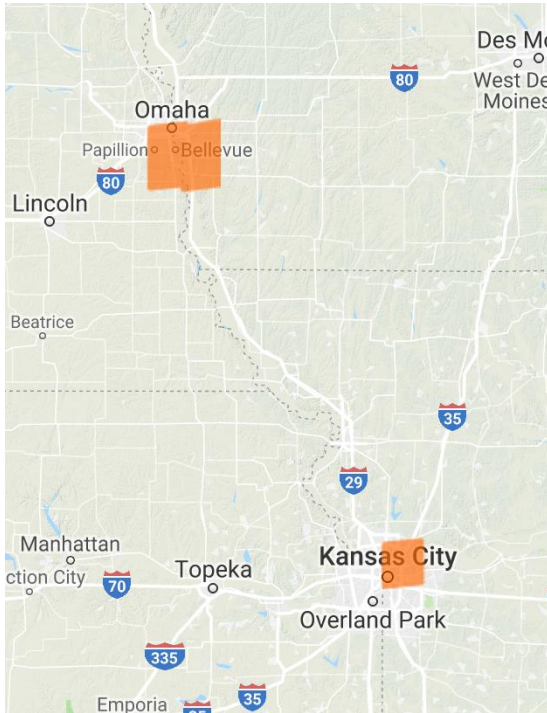 Des Mo
80
West De
Moines
Omaha
Papillion
Bellevue
80
Lincoln
Beatrice
35
29
Manhattan
Kansas City
ction City
70
Topeka
Overland Park
335
Emporia
35